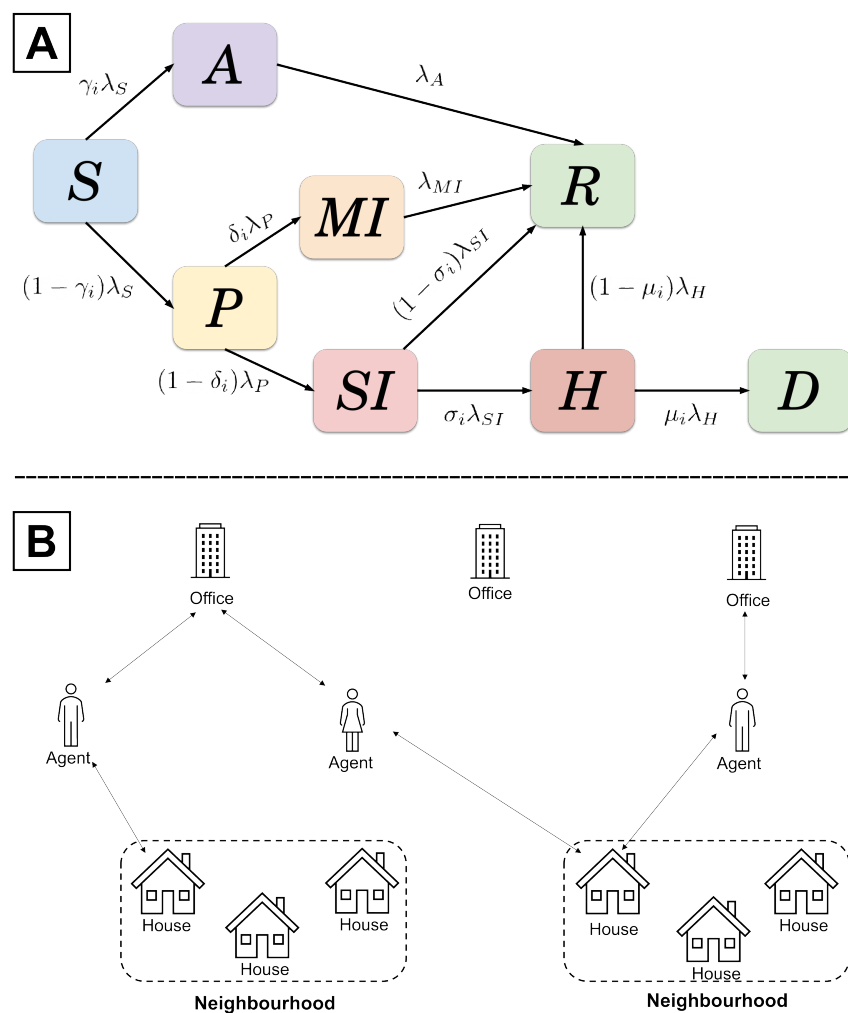 A
A
γ_iλ_S
λ_A
S
R
MI
λ_MI
δ_iλ_P
(1 − γ_i)λ_S
P
(1 − σ_i)λ_SI
(1 − μ_i)λ_H
(1 − δ_i)λ_P
SI
σ_iλ_SI
H
μ_iλ_H
D
B
Office
Office
Office
Agent
Agent
Agent
House
House
House
House
House
House
Neighbourhood
Neighbourhood